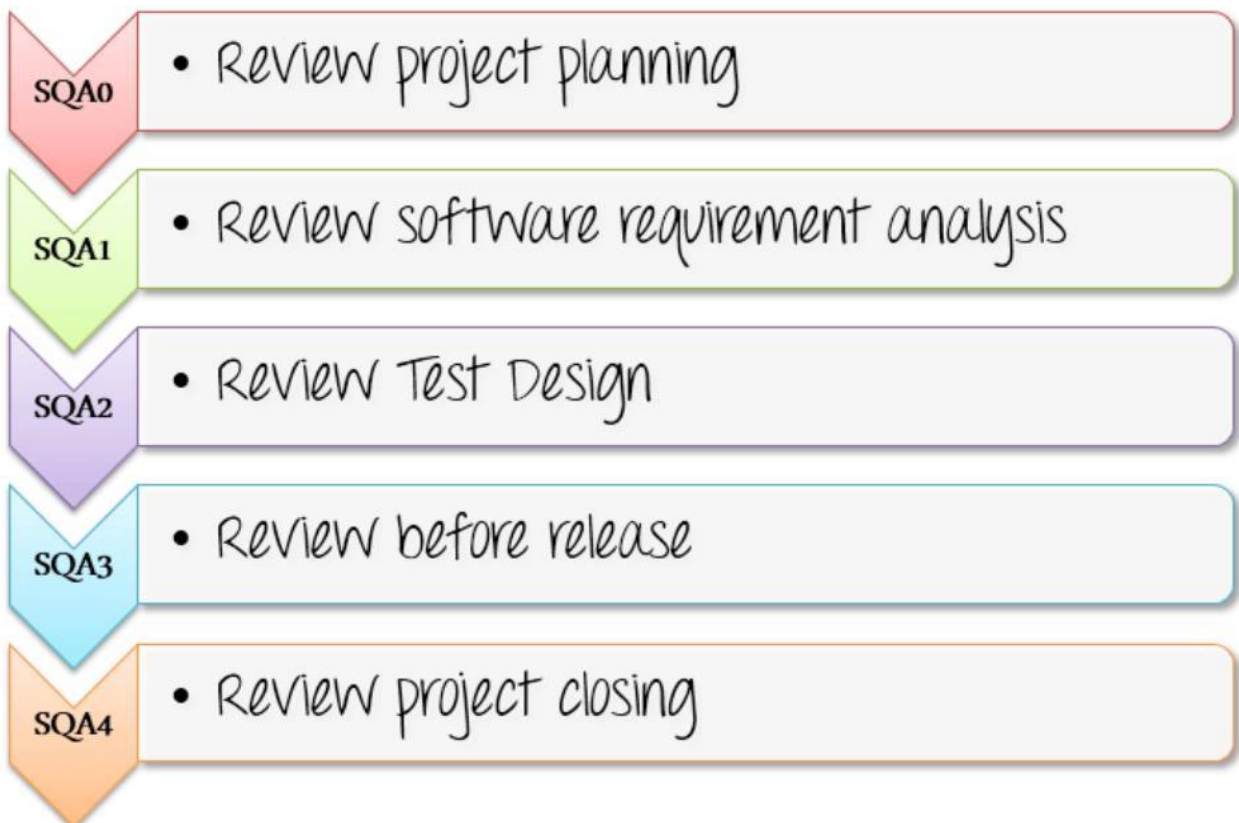 SQA0
• Review project planning
SQA1
• Review software requirement analysis
SQA2
• Review Test Design
SQA3
• Review before release
SQA4
• Review project closing